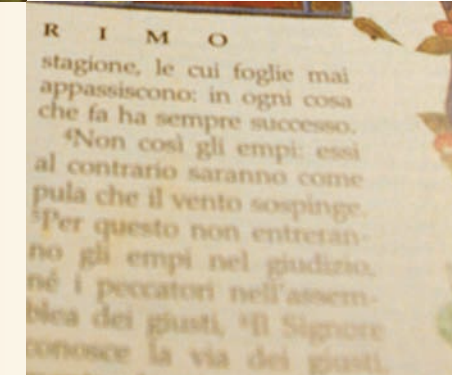 R I M O
stagione, le cui foglie mai
appassiscono: in ogni cosa
che fa ha sempre successo.
⁴Non così gli empi: essi
al contrario saranno come
pula che il vento sospinge.
⁵Per questo non entreran-
no gli empi nel giudizio,
né i peccatori nell'assem-
blea dei giusti. ⁶Il Signore
conosce la via dei giusti,